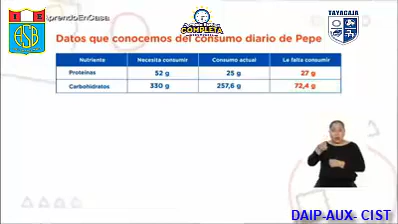 AprendoEnCasa
I E
ASB
COMPLETA
TAYACAJA
Datos que conocemos del consumo diario de Pepe
Nutriente Necesita consumir Consumo actual Le falta consumir
Proteínas 52 g 25 g 27 g
Carbohidratos 330 g 257,6 g 72,4 g
DAIP-AUX- CIST